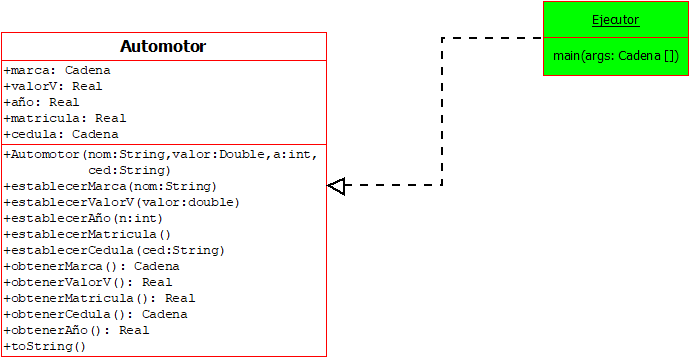 Automotor
+marca: Cadena
+valorV: Real
+año: Real
+matricula: Real
+cedula: Cadena
+Automotor(nom:String,valor:Double,a:int,
ced:String)
+establecerMarca(nom:String)
+establecerValorV(valor:double)
+establecerAño(n:int)
+establecerMatricula()
+establecerCedula(ced:String)
+obtenerMarca(): Cadena
+obtenerValorV(): Real
+obtenerMatricula(): Real
+obtenerCedula(): Cadena
+obtenerAño(): Real
+toString()
Ejecutor
main(args: Cadena [])